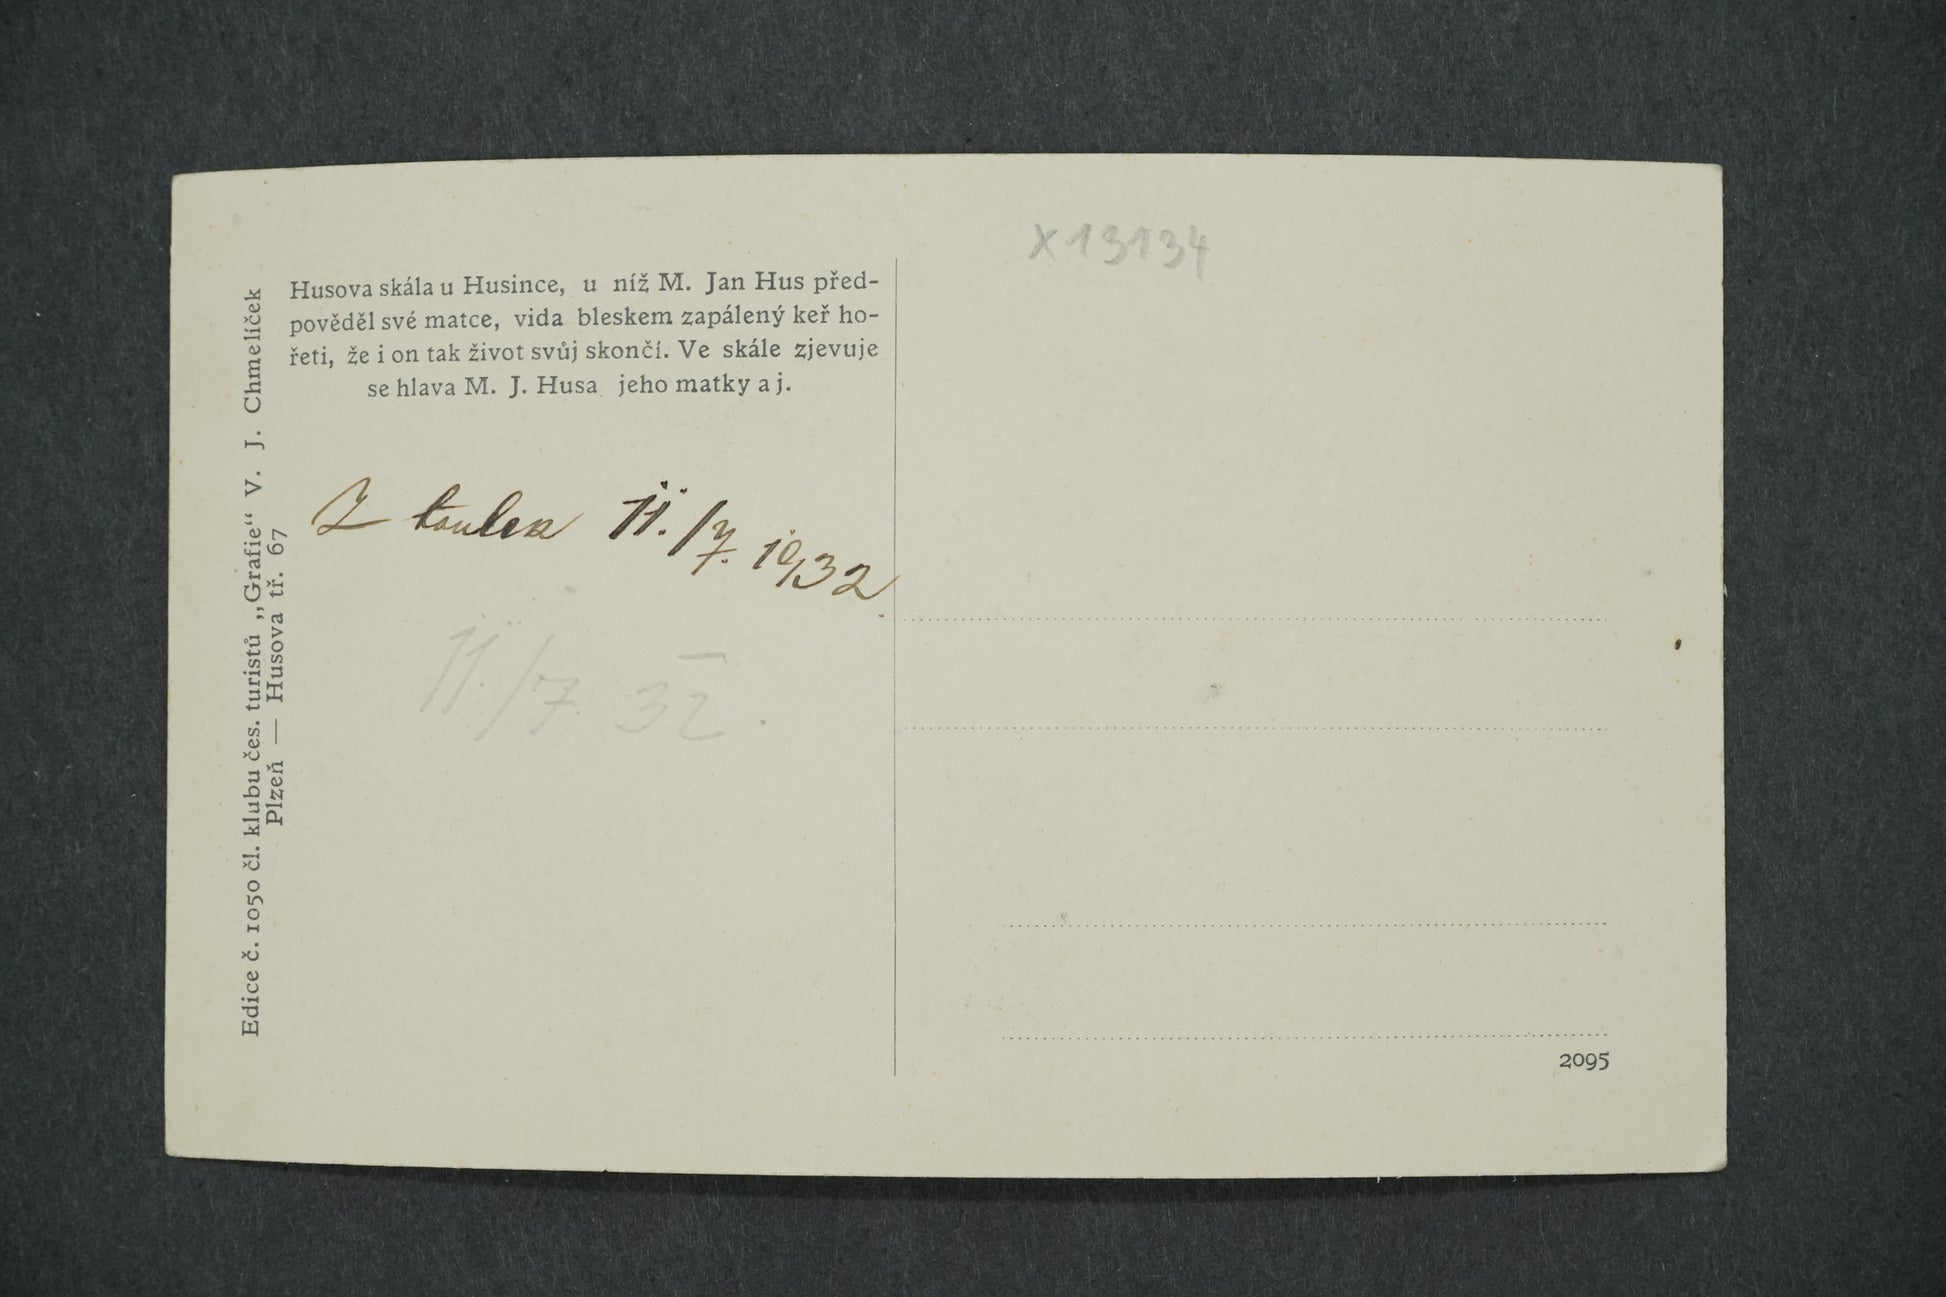 Husova skála u Husince, u níž M. Jan Hus před-
pověděl své matce, vida bleskem zapálený keř ho-
řeti, že i on tak život svůj skončí. Ve skále zjevuje
se hlava M. J. Husa jeho matky a j.
Z toulek 11./7. 1932.
11./7. 32.
Edice č. 1050 čl. klubu čes. turistů „Grafie“ V. J. Chmelíček
Plzeň — Husova tř. 67
X13134
2095